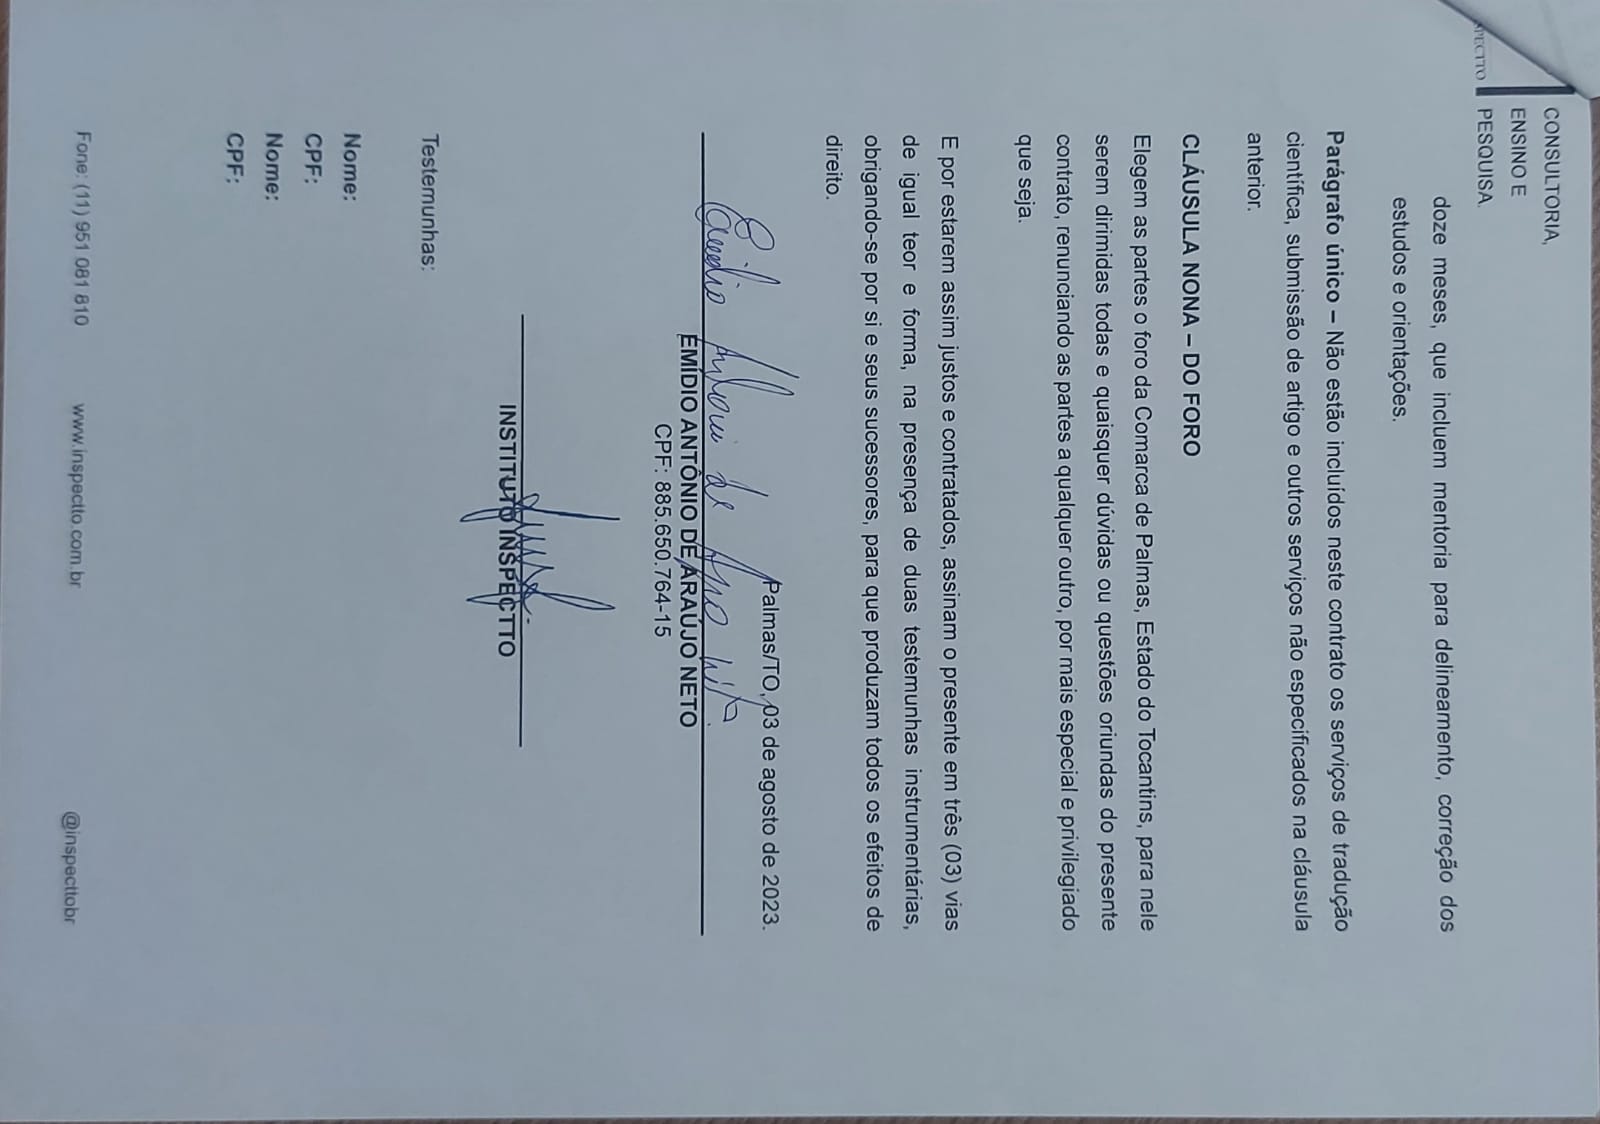 CONSULTORIA,
ENSINO E
PECTTO PESQUISA.
doze meses, que incluem mentoria para delineamento, correção dos
estudos e orientações.
Parágrafo único – Não estão incluídos neste contrato os serviços de tradução
científica, submissão de artigo e outros serviços não especificados na cláusula
anterior.
CLÁUSULA NONA – DO FORO
Elegem as partes o foro da Comarca de Palmas, Estado do Tocantins, para nele
serem dirimidas todas e quaisquer dúvidas ou questões oriundas do presente
contrato, renunciando as partes a qualquer outro, por mais especial e privilegiado
que seja.
E por estarem assim justos e contratados, assinam o presente em três (03) vias
de igual teor e forma, na presença de duas testemunhas instrumentárias,
obrigando-se por si e seus sucessores, para que produzam todos os efeitos de
direito.
Palmas/TO, 03 de agosto de 2023.
EMÍDIO ANTÔNIO DE ARAÚJO NETO
CPF: 885.650.764-15
INSTITUTO INSPECTTO
Testemunhas:
Nome:
CPF:
Nome:
CPF:
Fone: (11) 951 081 810 www.inspectto.com.br @inspecttobr